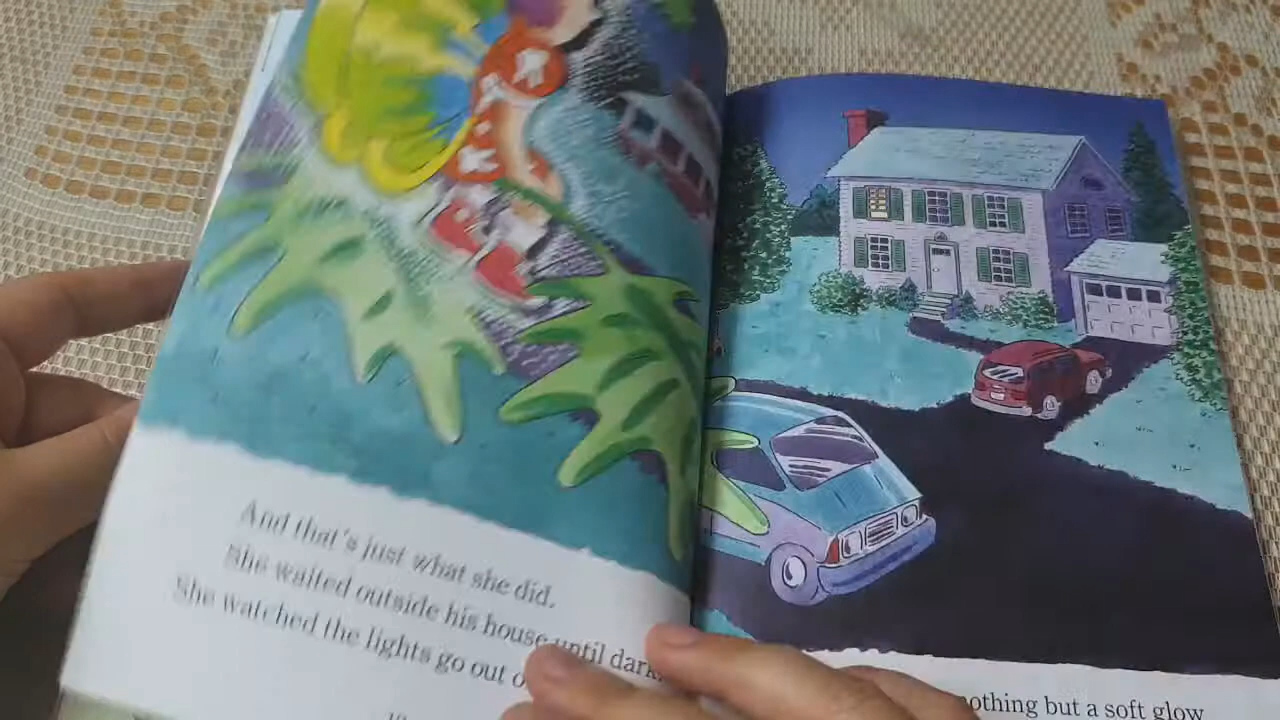 And that's just what she did.
She waited outside his house until dark.
She watched the lights go out
nothing but a soft glow